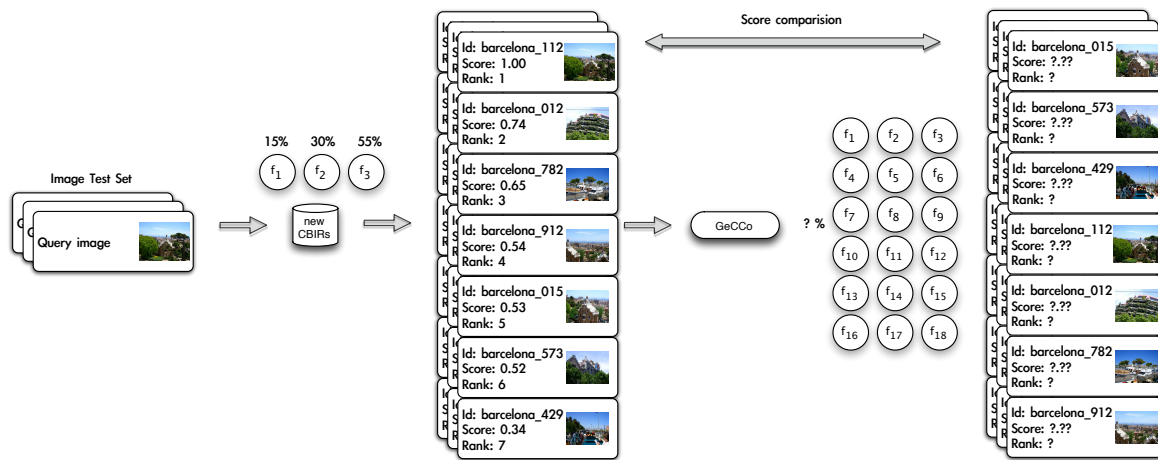 Score comparision
Image Test Set
Query image
15% 30% 55%
f1 f2 f3
new
CBIRs
Id: barcelona_112
Score: 1.00
Rank: 1
Id: barcelona_012
Score: 0.74
Rank: 2
Id: barcelona_782
Score: 0.65
Rank: 3
Id: barcelona_912
Score: 0.54
Rank: 4
Id: barcelona_015
Score: 0.53
Rank: 5
Id: barcelona_573
Score: 0.52
Rank: 6
Id: barcelona_429
Score: 0.34
Rank: 7
GeCCo
? %
f1 f2 f3
f4 f5 f6
f7 f8 f9
f10 f11 f12
f13 f14 f15
f16 f17 f18
Id: barcelona_015
Score: ?.??
Rank: ?
Id: barcelona_573
Score: ?.??
Rank: ?
Id: barcelona_429
Score: ?.??
Rank: ?
Id: barcelona_112
Score: ?.??
Rank: ?
Id: barcelona_012
Score: ?.??
Rank: ?
Id: barcelona_782
Score: ?.??
Rank: ?
Id: barcelona_912
Score: ?.??
Rank: ?